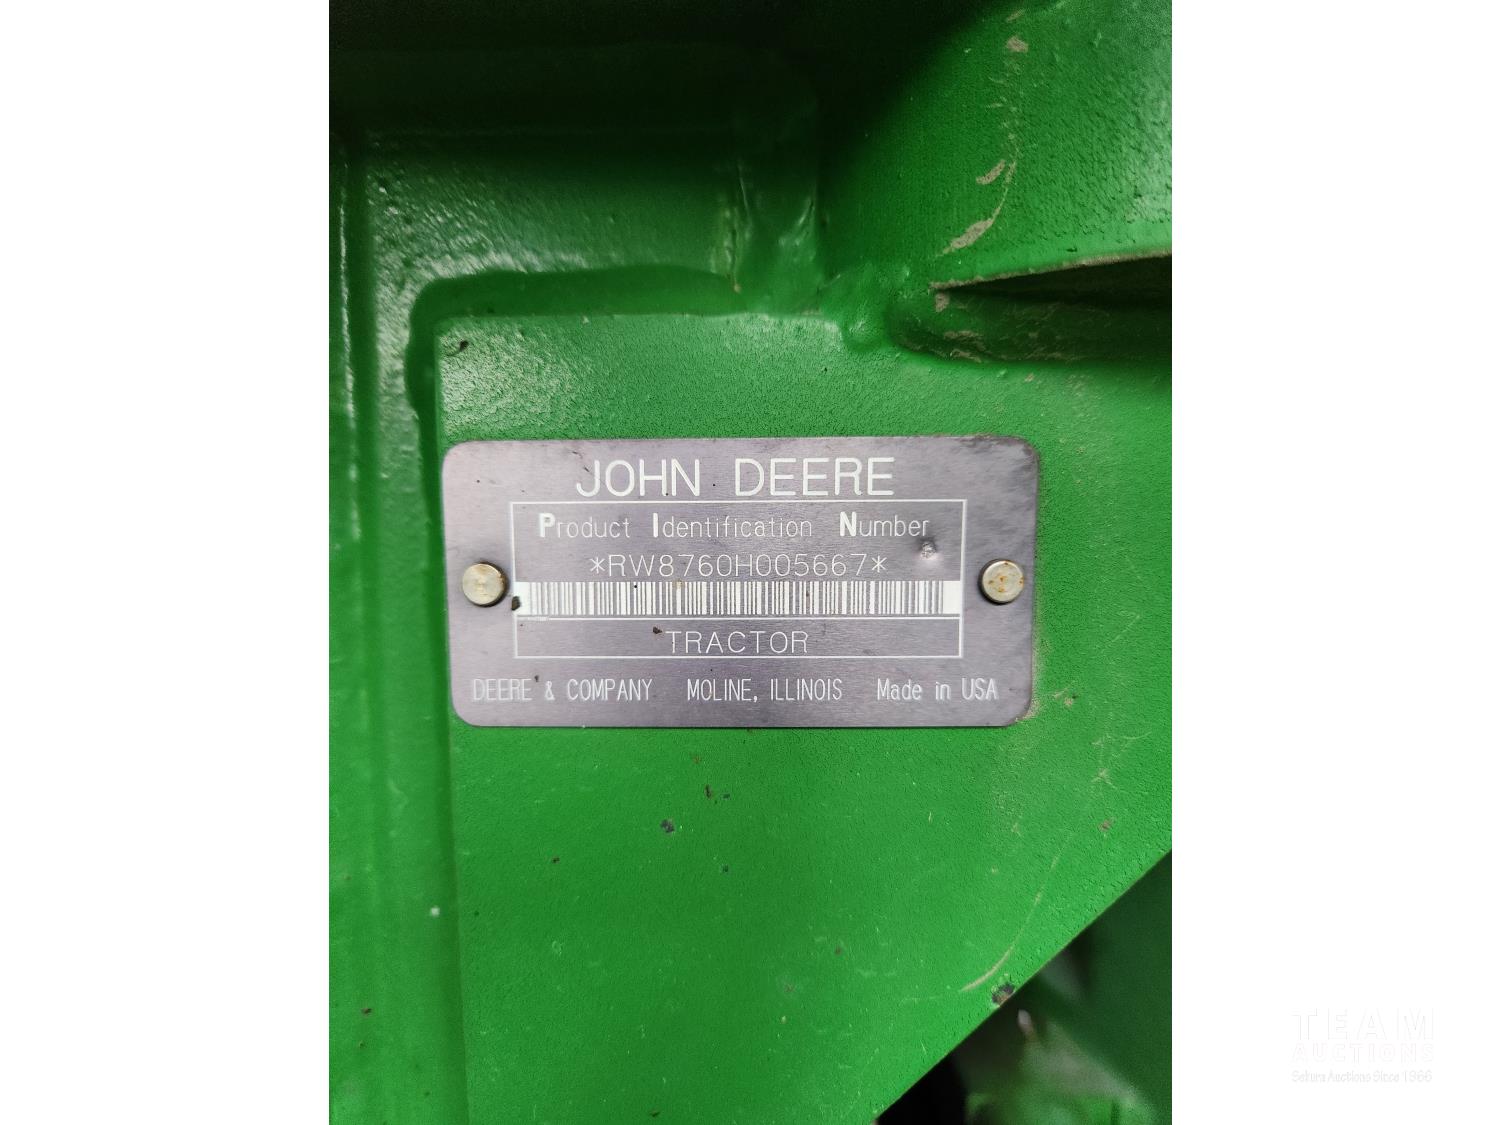 JOHN DEERE
Product Identification Number
*RW8760H005667*
TRACTOR
DEERE & COMPANY MOLINE, ILLINOIS Made in USA
TEAM
AUCTIONS
Sekura Auctions Since 1966